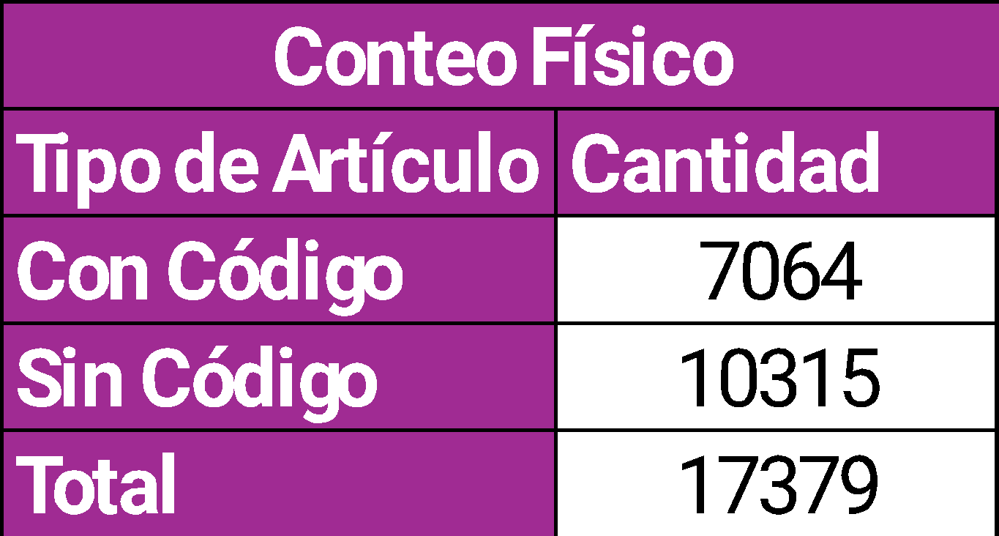 Conteo Físico
Tipo de Artículo Cantidad
Con Código 7064
Sin Código 10315
Total 17379